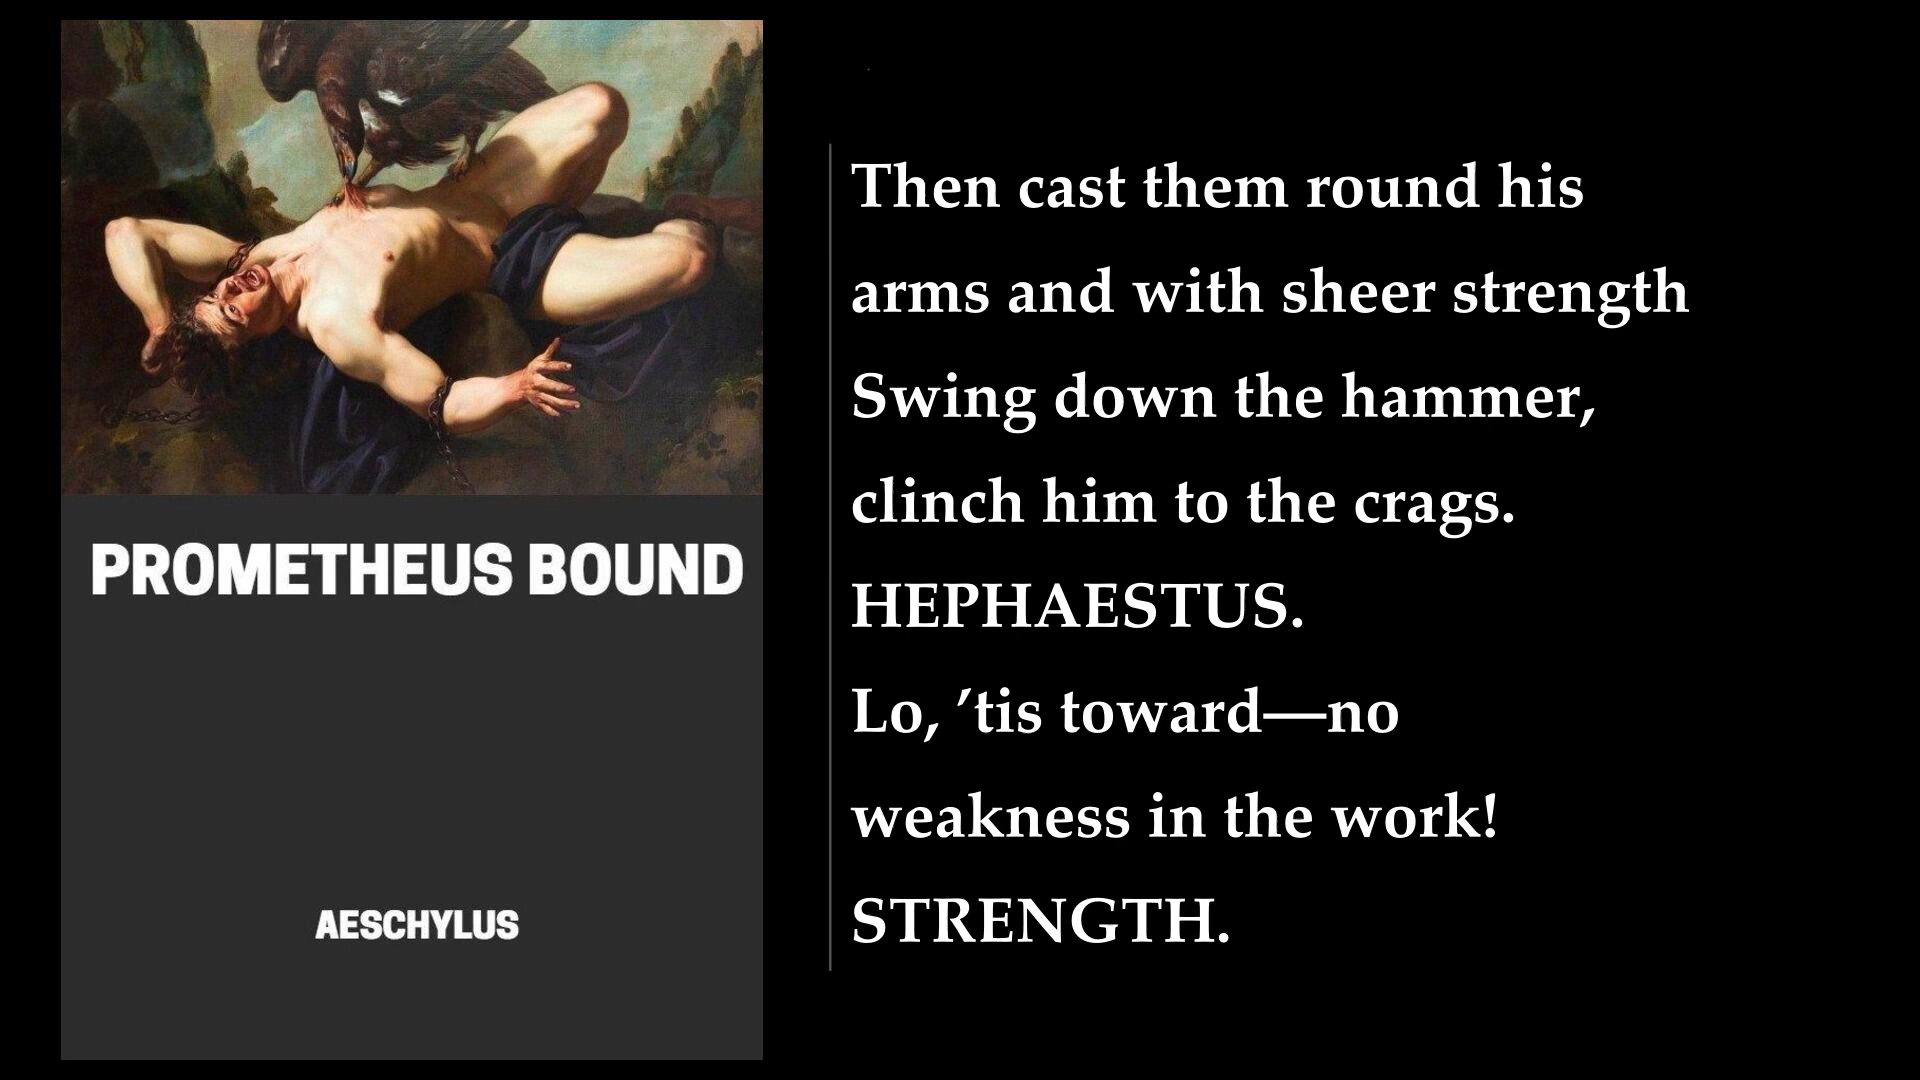 PROMETHEUS BOUND
AESCHYLUS
Then cast them round his
arms and with sheer strength
Swing down the hammer,
clinch him to the crags.
HEPHAESTUS.
Lo, ’tis toward—no
weakness in the work!
STRENGTH.